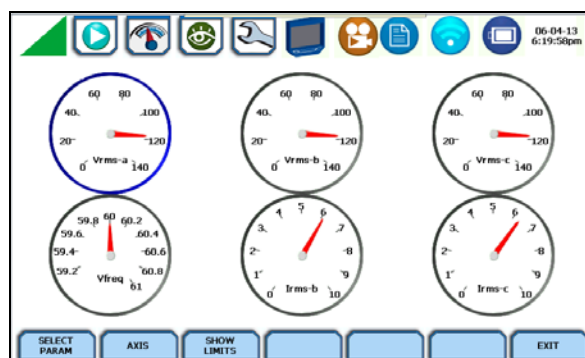 06-04-13
6:19:58pm
0 20 40 60 80 100 120 140
Vrms-a
0 20 40 60 80 100 120 140
Vrms-b
0 20 40 60 80 100 120 140
Vrms-c
59.2 59.4 59.6 59.8 60 60.2 60.4 60.6 60.8 61
Vfreq
0 1 2 3 4 5 6 7 8 9 10
Irms-b
0 1 2 3 4 5 6 7 8 9 10
Irms-c
SELECT
PARAM
AXIS
SHOW
LIMITS
EXIT